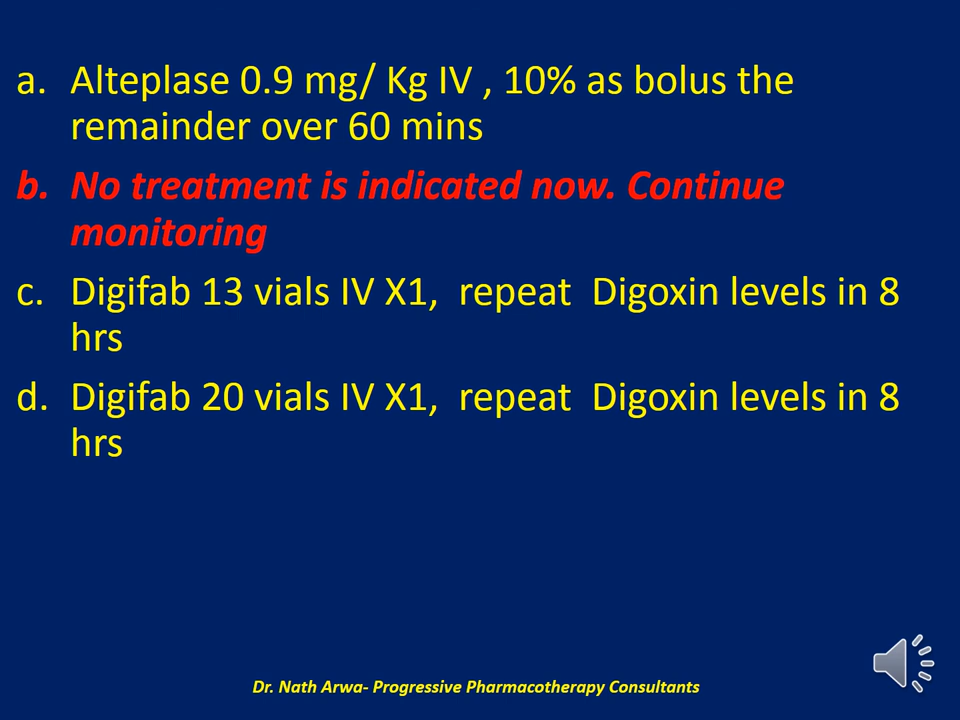 a. Alteplase 0.9 mg/ Kg IV , 10% as bolus the
remainder over 60 mins
b. No treatment is indicated now. Continue
monitoring
c. Digifab 13 vials IV X1, repeat Digoxin levels in 8
hrs
d. Digifab 20 vials IV X1, repeat Digoxin levels in 8
hrs
Dr. Nath Arwa- Progressive Pharmacotherapy Consultants